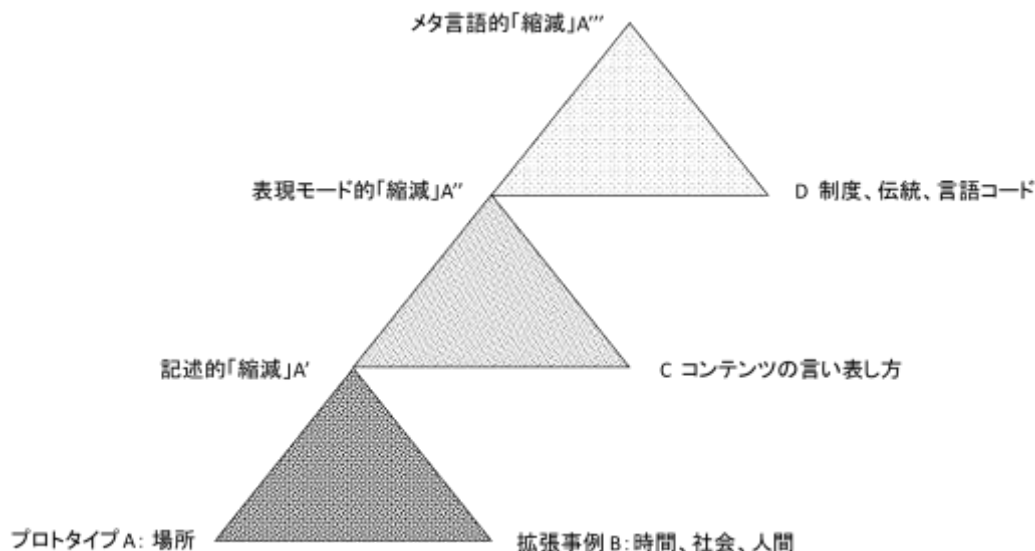 メタ言語的「縮減」A'''
表現モード的「縮減」A''
D 制度、伝統、言語コード
記述的「縮減」A'
C コンテンツの言い表し方
プロトタイプ A: 場所
拡張事例 B:時間、社会、人間